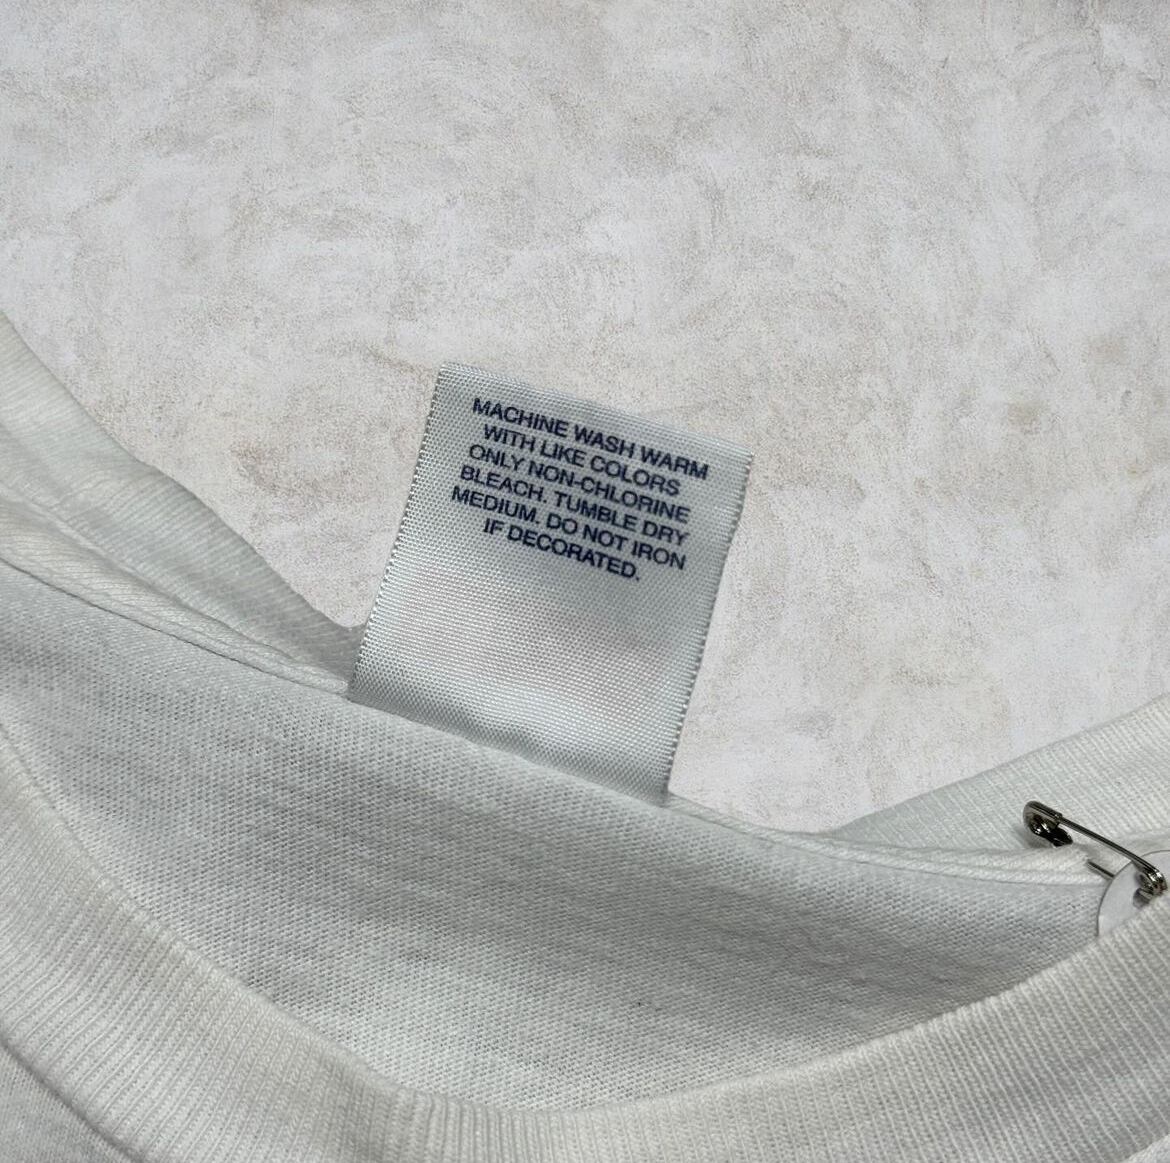 MACHINE WASH WARM
WITH LIKE COLORS
ONLY NON-CHLORINE
BLEACH. TUMBLE DRY
MEDIUM. DO NOT IRON
IF DECORATED.